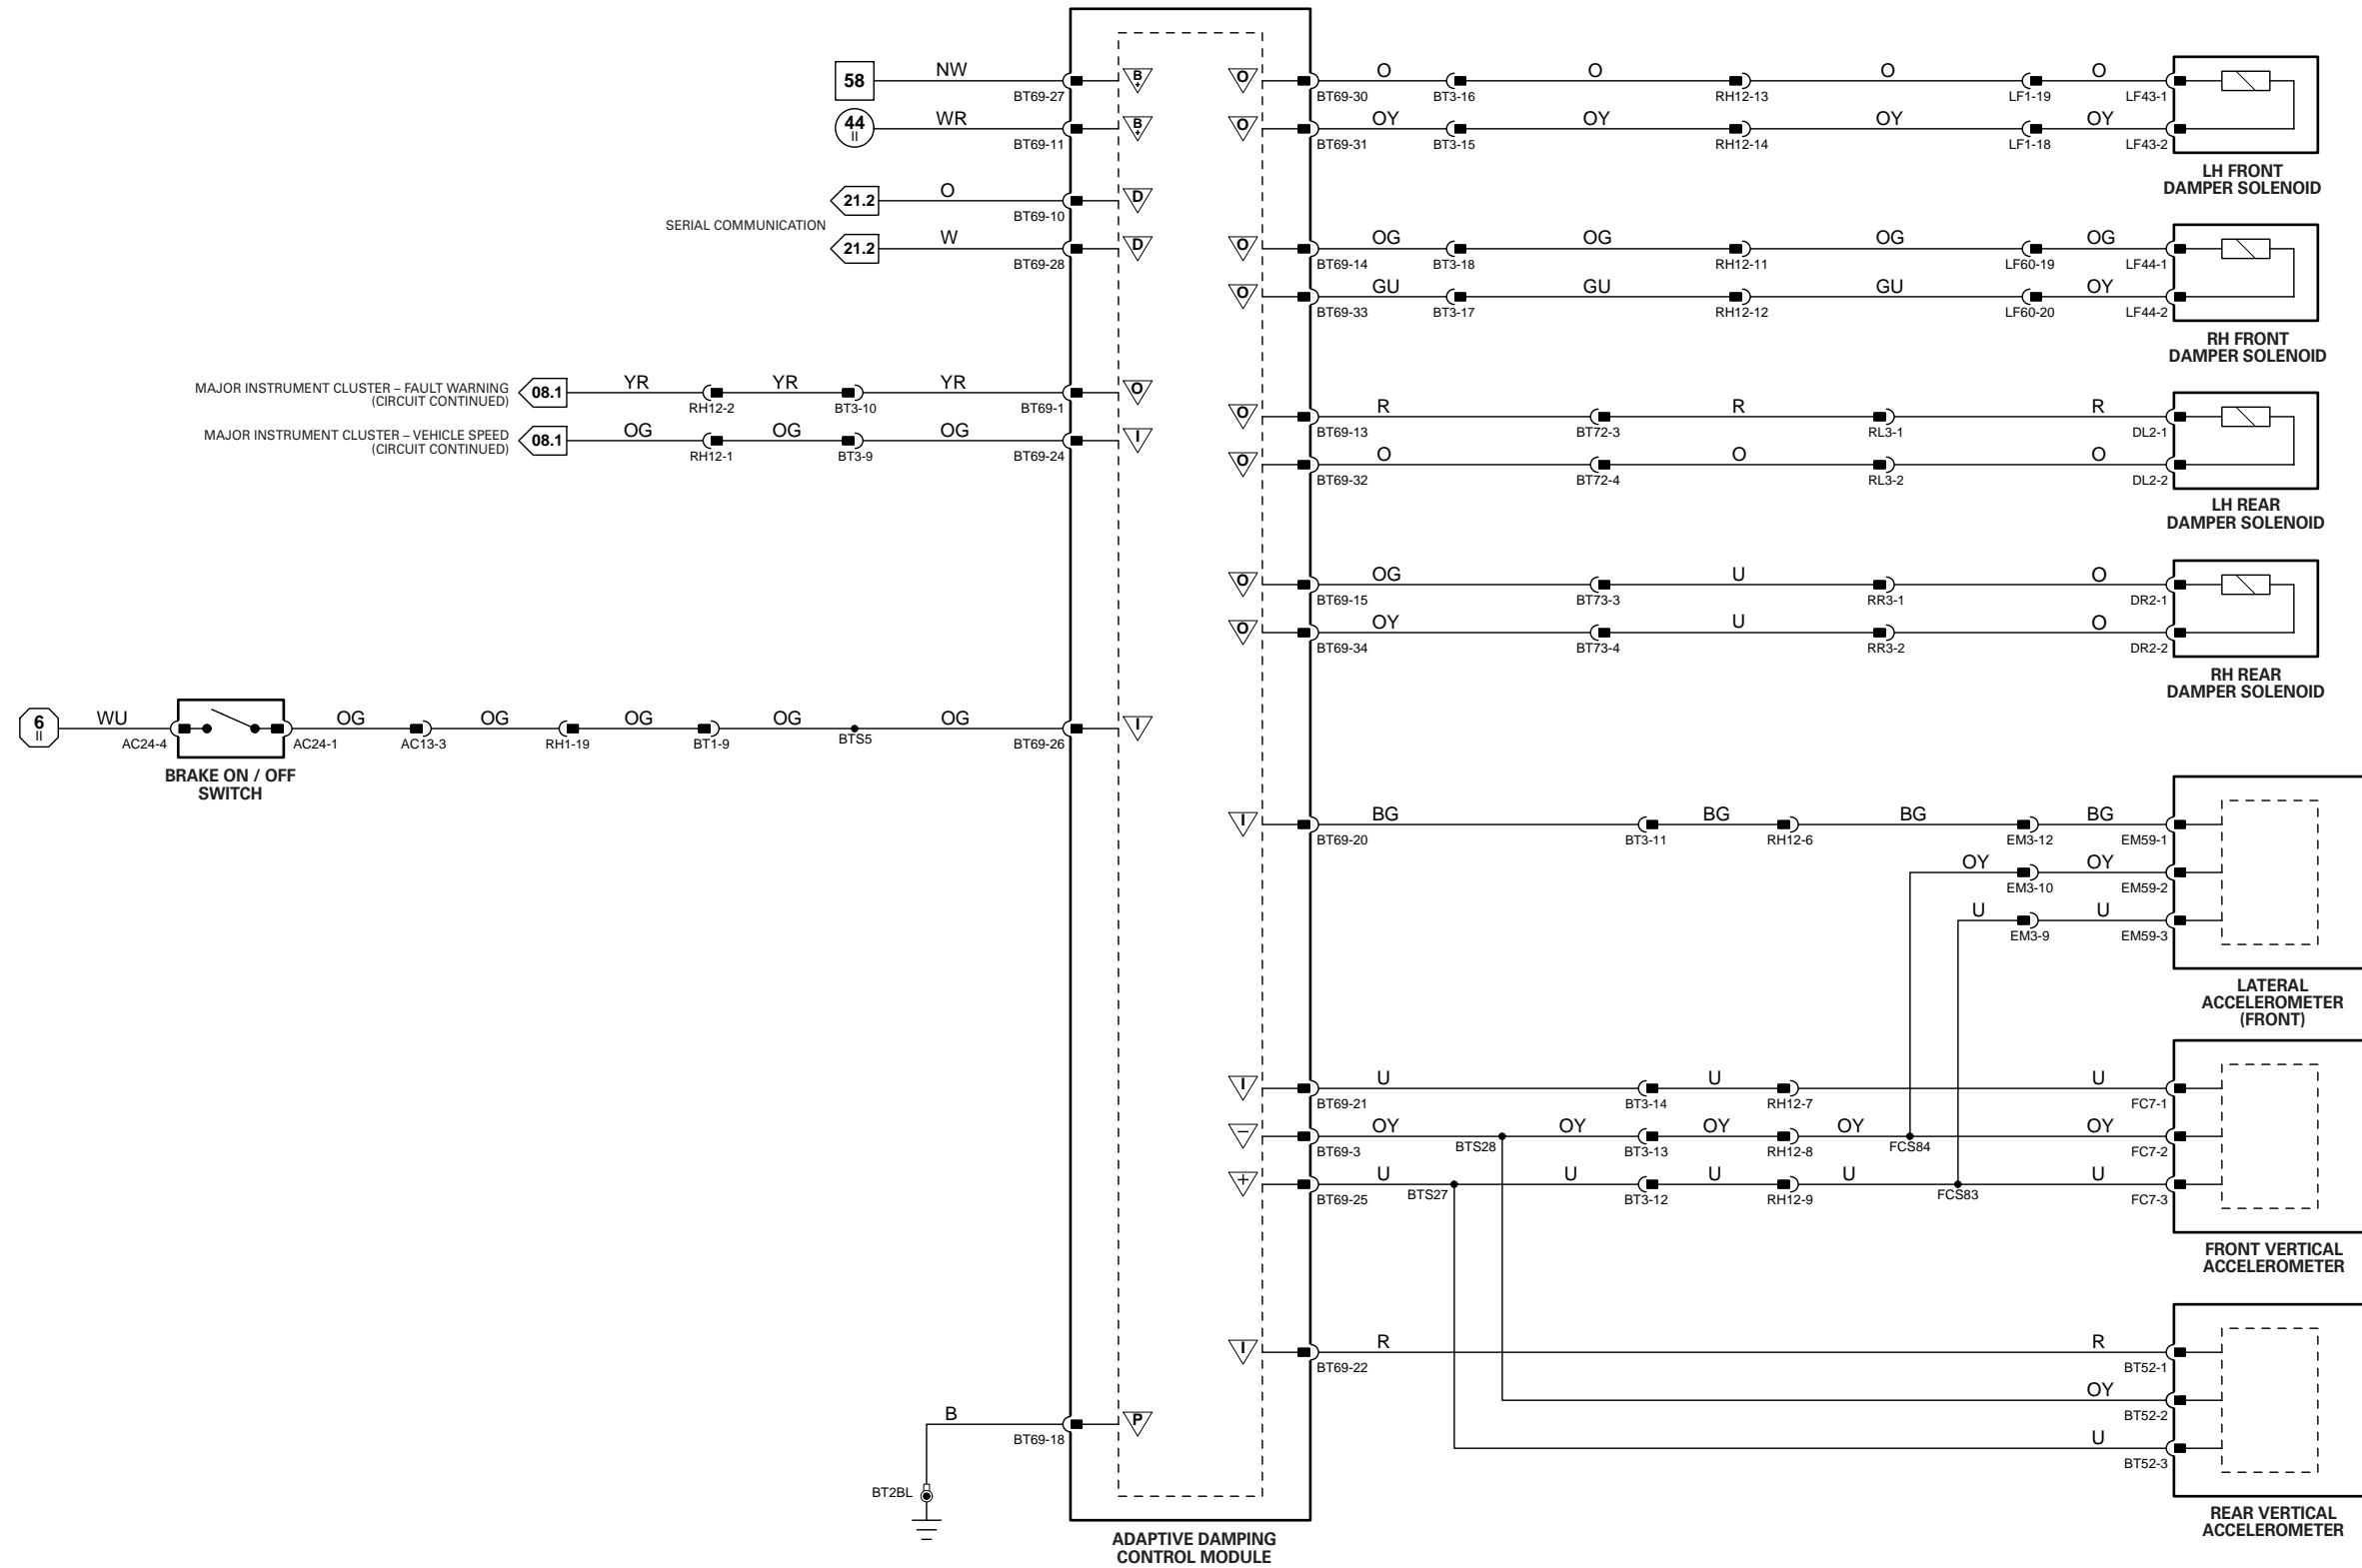 58 NW BT69-27 B+ O BT69-30 O BT3-16 O RH12-13 O LF1-19 O LF43-1
44 II WR BT69-11 B+ O BT69-31 OY BT3-15 OY RH12-14 OY LF1-18 OY LF43-2
LH FRONT
DAMPER SOLENOID
21.2 O BT69-10 D
SERIAL COMMUNICATION
21.2 W BT69-28 D O BT69-14 OG BT3-18 OG RH12-11 OG LF60-19 OG LF44-1
O BT69-33 GU BT3-17 GU RH12-12 GU LF60-20 OY LF44-2
RH FRONT
DAMPER SOLENOID
MAJOR INSTRUMENT CLUSTER – FAULT WARNING
(CIRCUIT CONTINUED)
08.1 YR RH12-2 YR BT3-10 YR BT69-1 O
O BT69-13 R BT72-3 R RL3-1 R DL2-1
MAJOR INSTRUMENT CLUSTER – VEHICLE SPEED
(CIRCUIT CONTINUED)
08.1 OG RH12-1 OG BT3-9 OG BT69-24 I
O BT69-32 O BT72-4 O RL3-2 O DL2-2
LH REAR
DAMPER SOLENOID
O BT69-15 OG BT73-3 U RR3-1 O DR2-1
O BT69-34 OY BT73-4 U RR3-2 O DR2-2
RH REAR
DAMPER SOLENOID
6 II WU AC24-4 AC24-1 OG AC13-3 OG RH1-19 OG BT1-9 OG BTS5 OG BT69-26 I
BRAKE ON / OFF
SWITCH
I BT69-20 BG BT3-11 BG RH12-6 BG EM3-12 BG EM59-1
OY EM3-10 OY EM59-2
U EM3-9 U EM59-3
LATERAL
ACCELEROMETER
(FRONT)
I BT69-21 U BT3-14 U RH12-7 U FC7-1
– BT69-3 OY BTS28 OY BT3-13 OY RH12-8 OY FCS84 OY FC7-2
+ BT69-25 U BTS27 U BT3-12 U RH12-9 U FCS83 U FC7-3
FRONT VERTICAL
ACCELEROMETER
I BT69-22 R R BT52-1
OY BT52-2
U BT52-3
REAR VERTICAL
ACCELEROMETER
B BT69-18 P
BT2BL
ADAPTIVE DAMPING
CONTROL MODULE